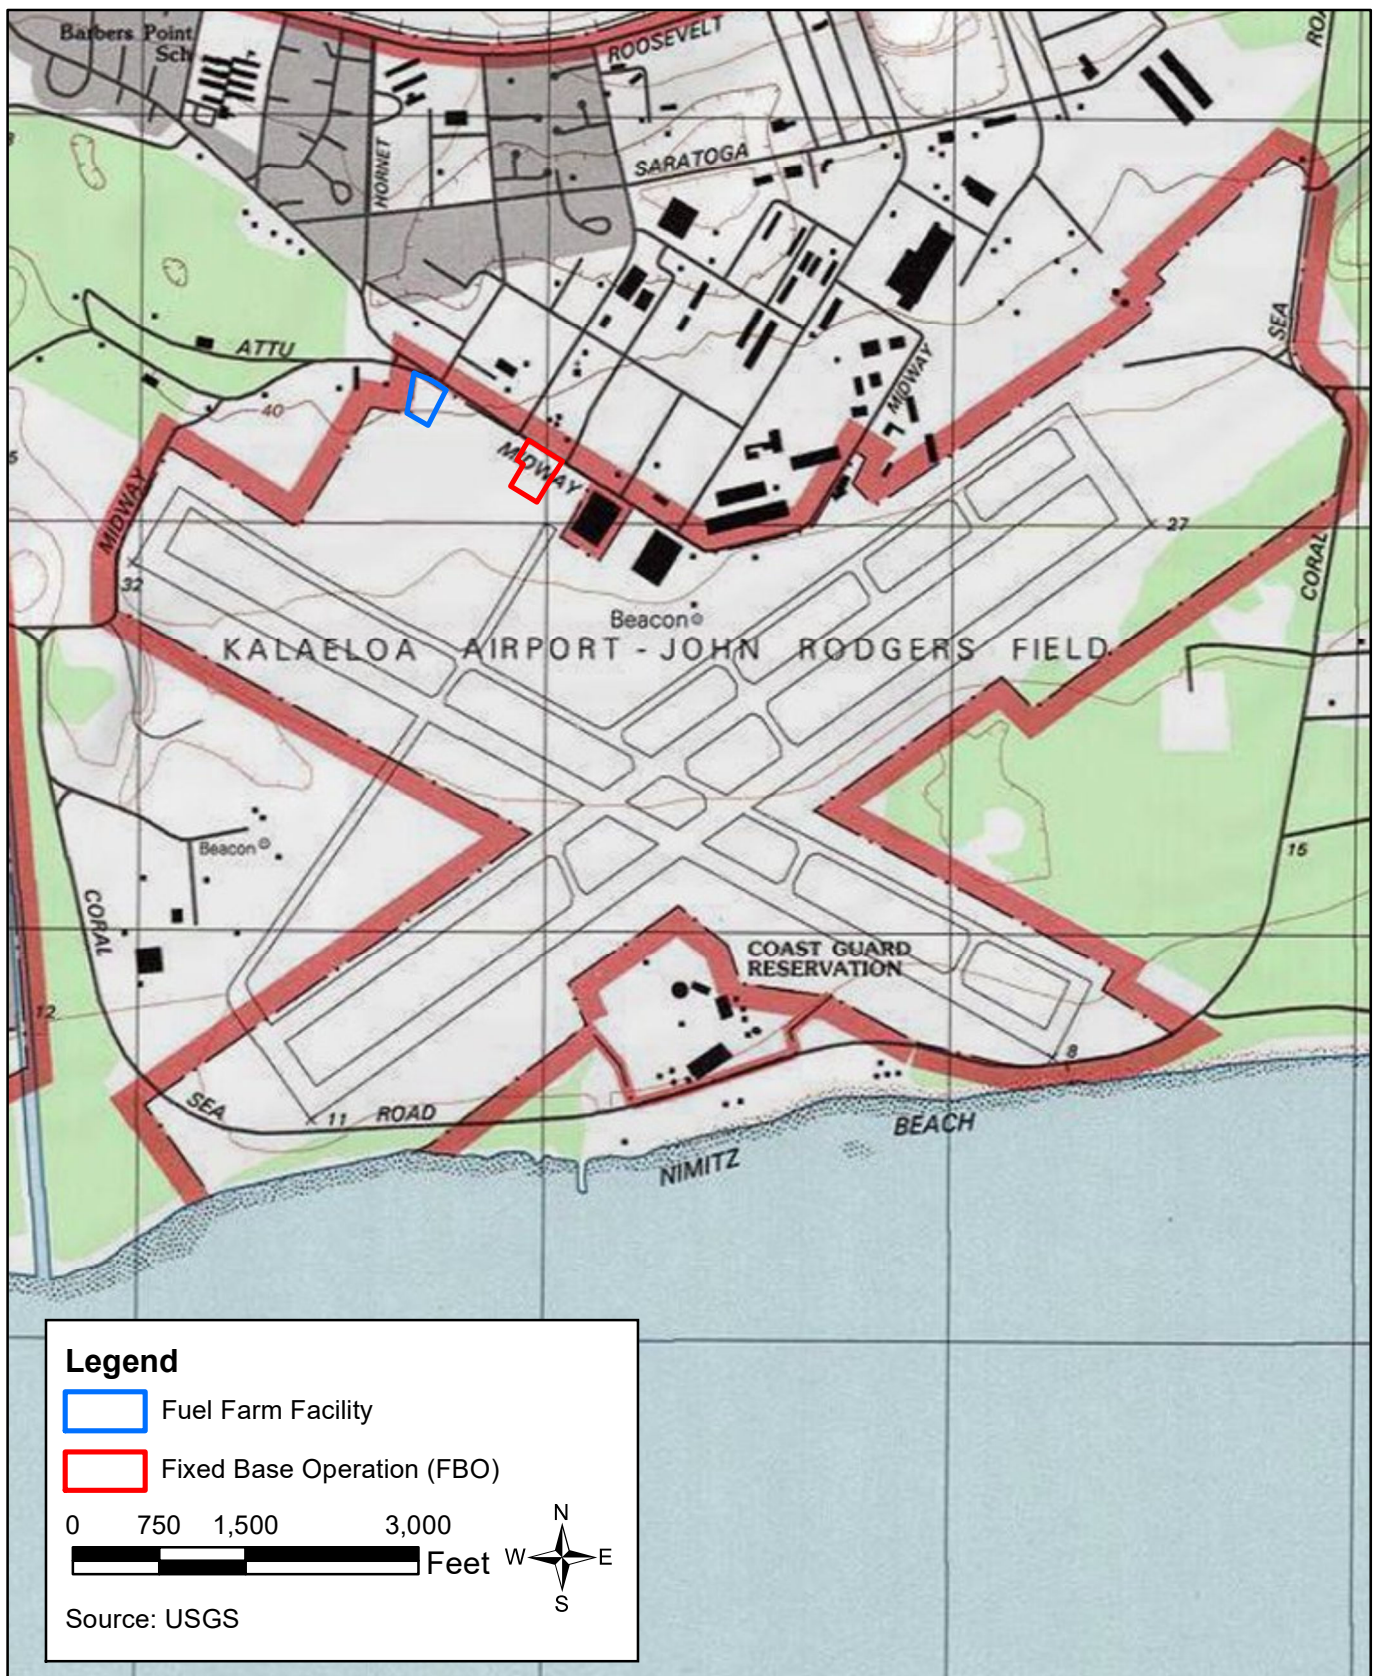 Barbers Point
Sch
ROOSEVELT
SARATOGA
HORNET
ATTU
40
MIDWAY
SEA
MIDWAY
MIDWAY
32
27
CORAL
Beacon
KALAELOA AIRPORT - JOHN RODGERS FIELD
Beacon
15
CORAL
COAST GUARD
RESERVATION
12
8
SEA
11
ROAD
BEACH
NIMITZ
Legend
Fuel Farm Facility
Fixed Base Operation (FBO)
0 750 1,500 3,000
Feet
N
W E
S
Source: USGS